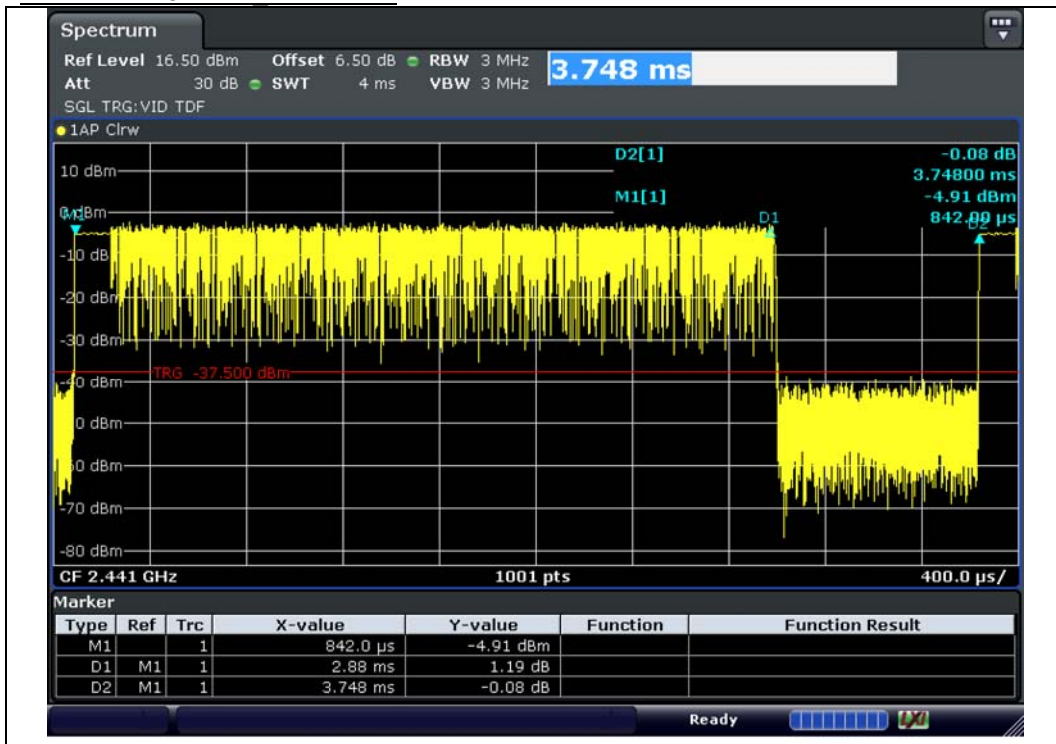 Spectrum
Ref Level 16.50 dBm Offset 6.50 dB RBW 3 MHz
3.748 ms
Att 30 dB SWT 4 ms VBW 3 MHz
SGL TRG:VID TDF
1AP Clrw
D2[1] -0.08 dB
3.74800 ms
10 dBm
M1[1] -4.91 dBm
842.00 µs
0 dBm
M1
D1
D2
-10 dB
-20 dBm
-30 dBm
TRG -37.500 dBm
-40 dBm
0 dBm
60 dBm
-70 dBm
-80 dBm
CF 2.441 GHz 1001 pts 400.0 µs/
Marker
Type Ref Trc X-value Y-value Function Function Result
M1 1 842.0 µs -4.91 dBm
D1 M1 1 2.88 ms 1.19 dB
D2 M1 1 3.748 ms -0.08 dB
Ready LXI